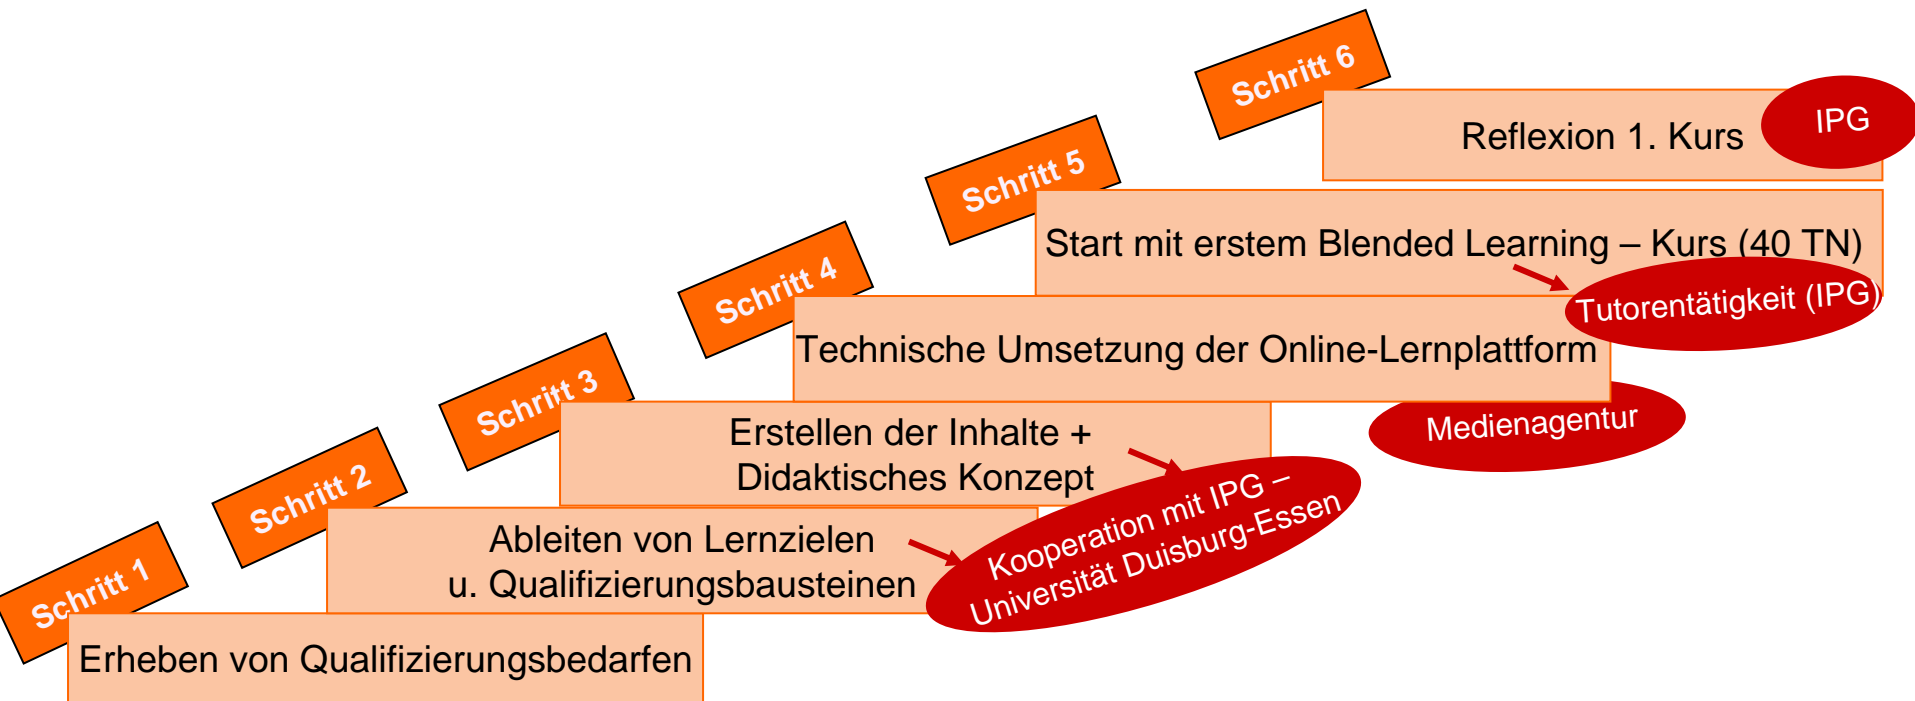 Schritt 6
Reflexion 1. Kurs
IPG
Schritt 5
Start mit erstem Blended Learning – Kurs (40 TN)
Tutorentätigkeit (IPG)
Schritt 4
Technische Umsetzung der Online-Lernplattform
Medienagentur
Schritt 3
Erstellen der Inhalte +
Didaktisches Konzept
Kooperation mit IPG –
Universität Duisburg-Essen
Schritt 2
Ableiten von Lernzielen
u. Qualifizierungsbausteinen
Schritt 1
Erheben von Qualifizierungsbedarfen